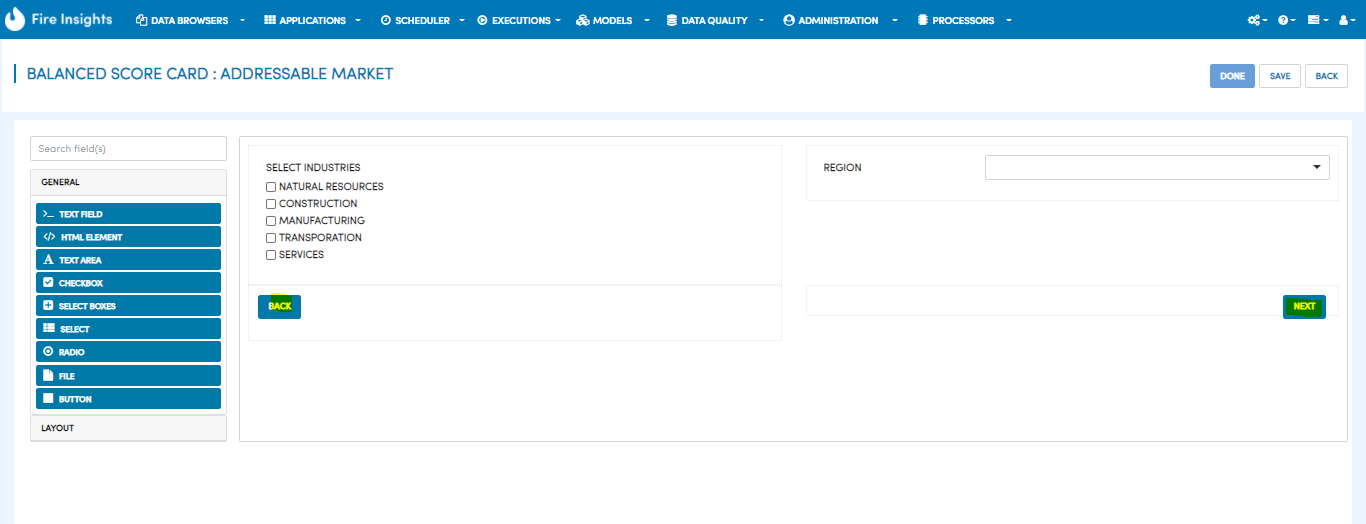 Fire Insights
DATA BROWSERS
APPLICATIONS
SCHEDULER
EXECUTIONS
MODELS
DATA QUALITY
ADMINISTRATION
PROCESSORS
BALANCED SCORE CARD : ADDRESSABLE MARKET
DONE
SAVE
BACK
Search field(s)
GENERAL
TEXT FIELD
HTML ELEMENT
TEXT AREA
CHECKBOX
SELECT BOXES
SELECT
RADIO
FILE
BUTTON
LAYOUT
SELECT INDUSTRIES
NATURAL RESOURCES
CONSTRUCTION
MANUFACTURING
TRANSPORATION
SERVICES
REGION
BACK
NEXT